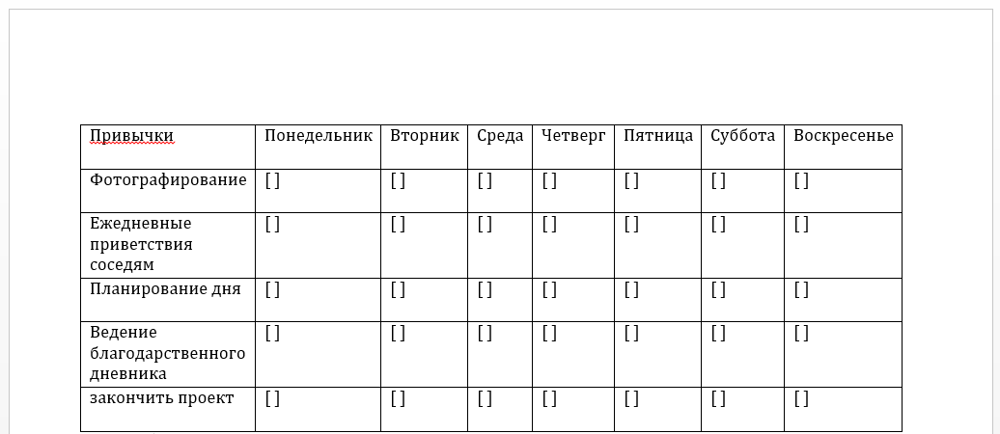 Привычки Понедельник Вторник Среда Четверг Пятница Суббота Воскресенье
Фотографирование [ ] [ ] [ ] [ ] [ ] [ ] [ ]
Ежедневные [ ] [ ] [ ] [ ] [ ] [ ] [ ]
приветствия
соседям
Планирование дня [ ] [ ] [ ] [ ] [ ] [ ] [ ]
Ведение [ ] [ ] [ ] [ ] [ ] [ ] [ ]
благодарственного
дневника
закончить проект [ ] [ ] [ ] [ ] [ ] [ ] [ ]